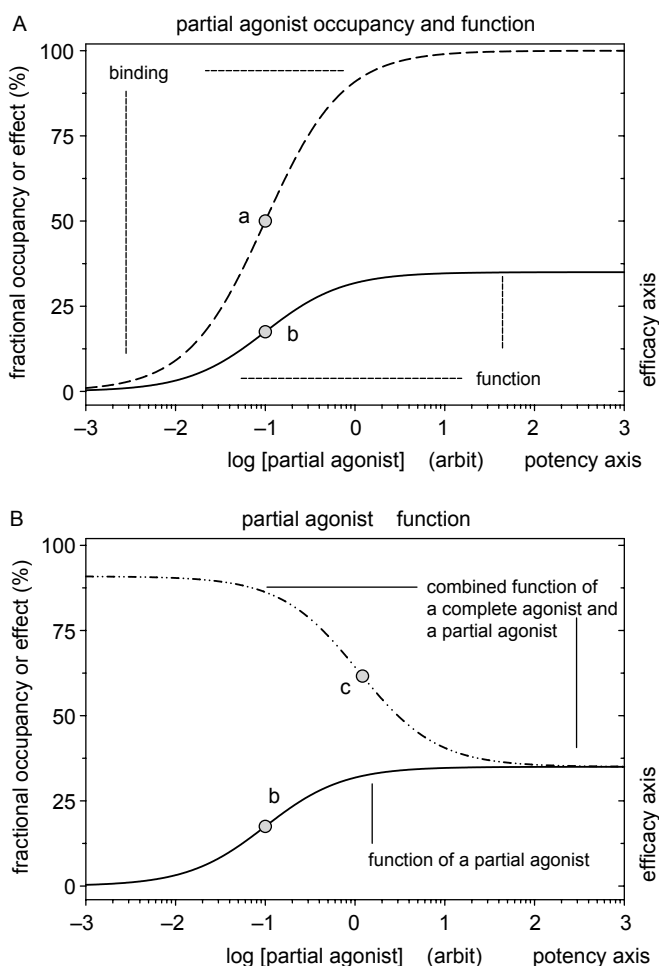 A
partial agonist occupancy and function
fractional occupancy or effect (%)
100
75
50
25
0
binding
a
b
function
efficacy axis
–3 –2 –1 0 1 2 3
log [partial agonist] (arbit) potency axis
B
partial agonist function
fractional occupancy or effect (%)
100
75
50
25
0
combined function of
a complete agonist and
a partial agonist
c
b
function of a partial agonist
efficacy axis
–3 –2 –1 0 1 2 3
log [partial agonist] (arbit) potency axis